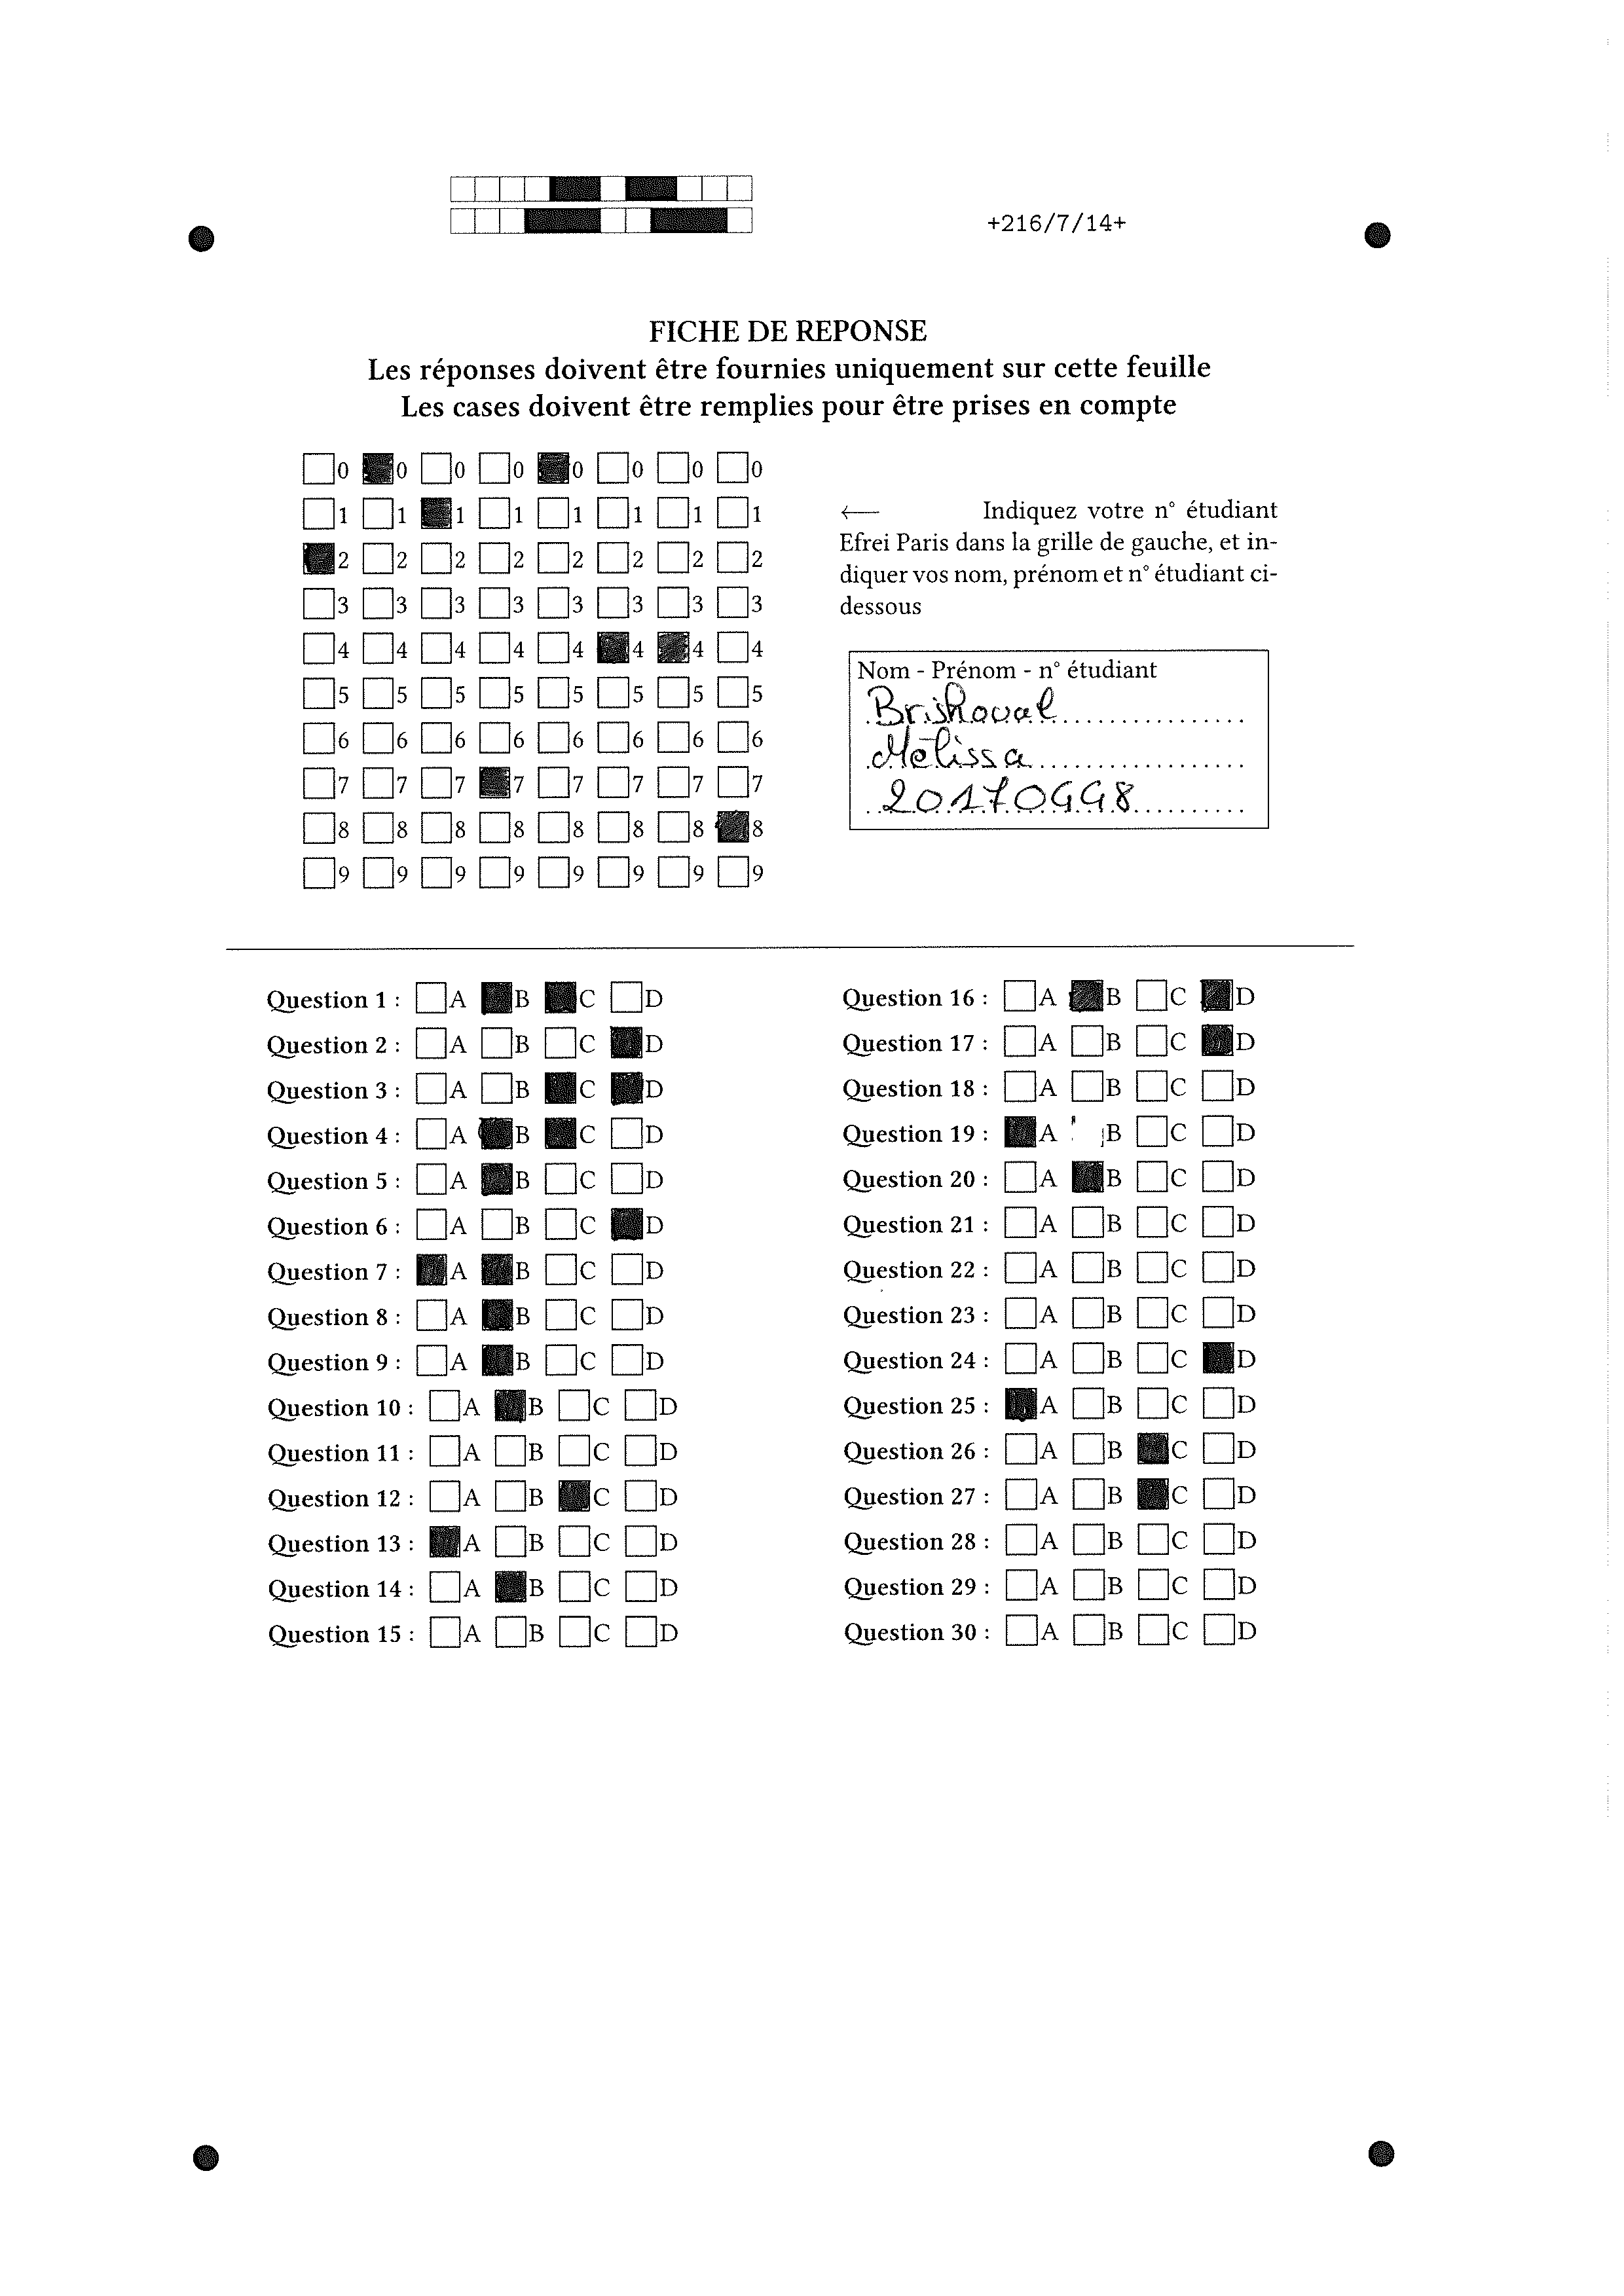 +216/7/14+
FICHE DE REPONSE
Les réponses doivent être fournies uniquement sur cette feuille
Les cases doivent être remplies pour être prises en compte
0 0 0 0 0 0 0 0
1 1 1 1 1 1 1 1
2 2 2 2 2 2 2 2
3 3 3 3 3 3 3 3
4 4 4 4 4 4 4 4
5 5 5 5 5 5 5 5
6 6 6 6 6 6 6 6
7 7 7 7 7 7 7 7
8 8 8 8 8 8 8 8
9 9 9 9 9 9 9 9
← Indiquez votre n° étudiant
Efrei Paris dans la grille de gauche, et in-
diquer vos nom, prénom et n° étudiant ci-
dessous
Nom - Prénom - n° étudiant
Mélissa
20170448
Question 1 : A B C D
Question 2 : A B C D
Question 3 : A B C D
Question 4 : A B C D
Question 5 : A B C D
Question 6 : A B C D
Question 7 : A B C D
Question 8 : A B C D
Question 9 : A B C D
Question 10 : A B C D
Question 11 : A B C D
Question 12 : A B C D
Question 13 : A B C D
Question 14 : A B C D
Question 15 : A B C D
Question 16 : A B C D
Question 17 : A B C D
Question 18 : A B C D
Question 19 : A B C D
Question 20 : A B C D
Question 21 : A B C D
Question 22 : A B C D
Question 23 : A B C D
Question 24 : A B C D
Question 25 : A B C D
Question 26 : A B C D
Question 27 : A B C D
Question 28 : A B C D
Question 29 : A B C D
Question 30 : A B C D